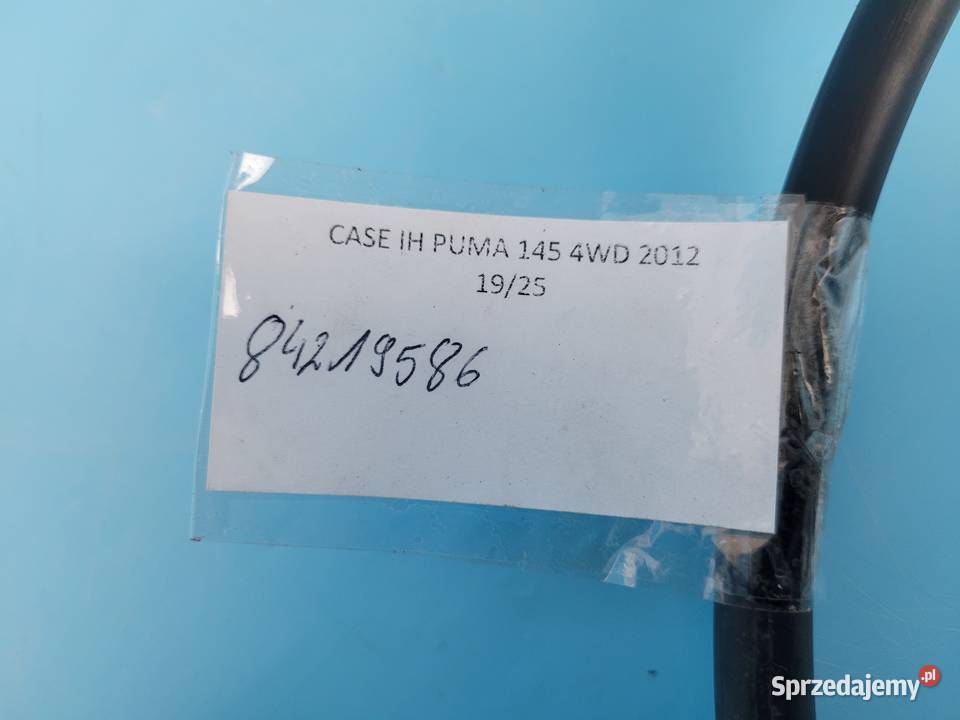 CASE IH PUMA 145 4WD 2012
19/25
84219586
Sprzedajemy.pl